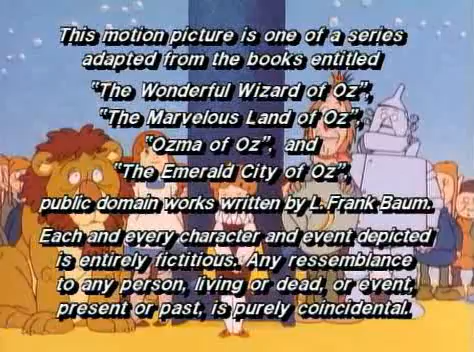 This motion picture is one of a series
adapted from the books entitled
"The Wonderful Wizard of Oz",
"The Marvelous Land of Oz",
"Ozma of Oz", and
"The Emerald City of Oz",
public domain works written by L. Frank Baum.
Each and every character and event depicted
is entirely fictitious. Any ressemblance
to any person, living or dead, or event,
present or past, is purely coincidental.